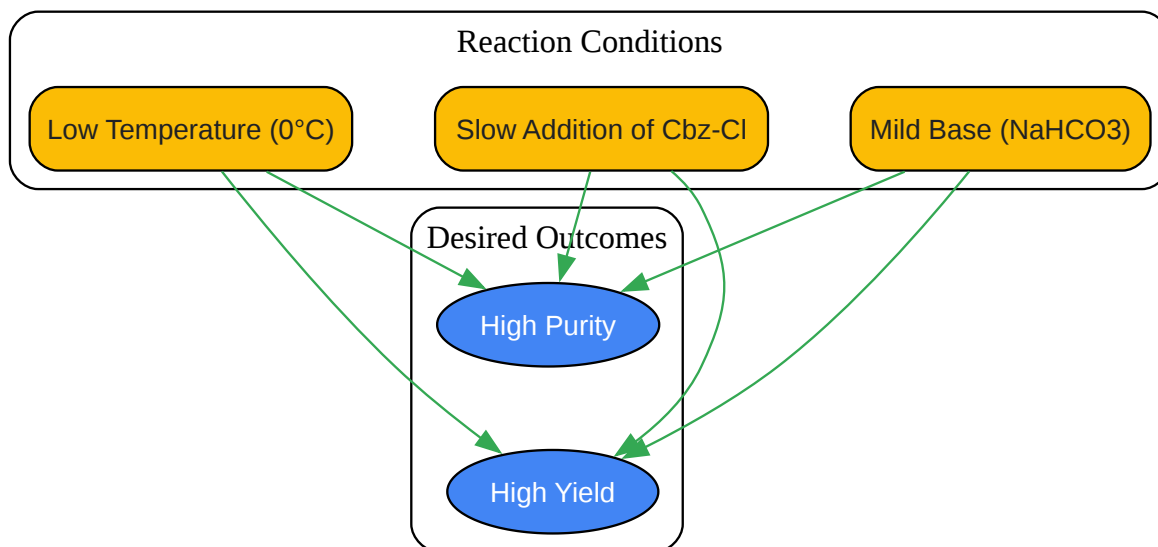 Reaction Conditions
Low Temperature (0°C)
Slow Addition of Cbz-Cl
Mild Base (NaHCO3)
Desired Outcomes
High Purity
High Yield